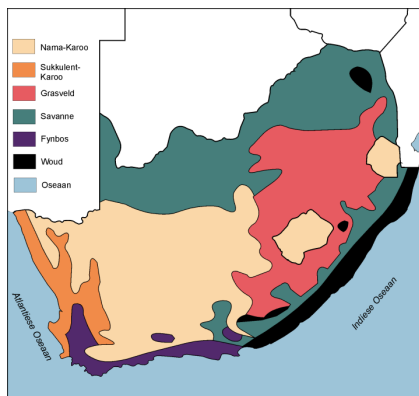 Nama-Karoo
Sukkulent-
Karoo
Grasveld
Savanne
Fynbos
Woud
Oseaan
Atlantiese Oseaan
Indiese Oseaan